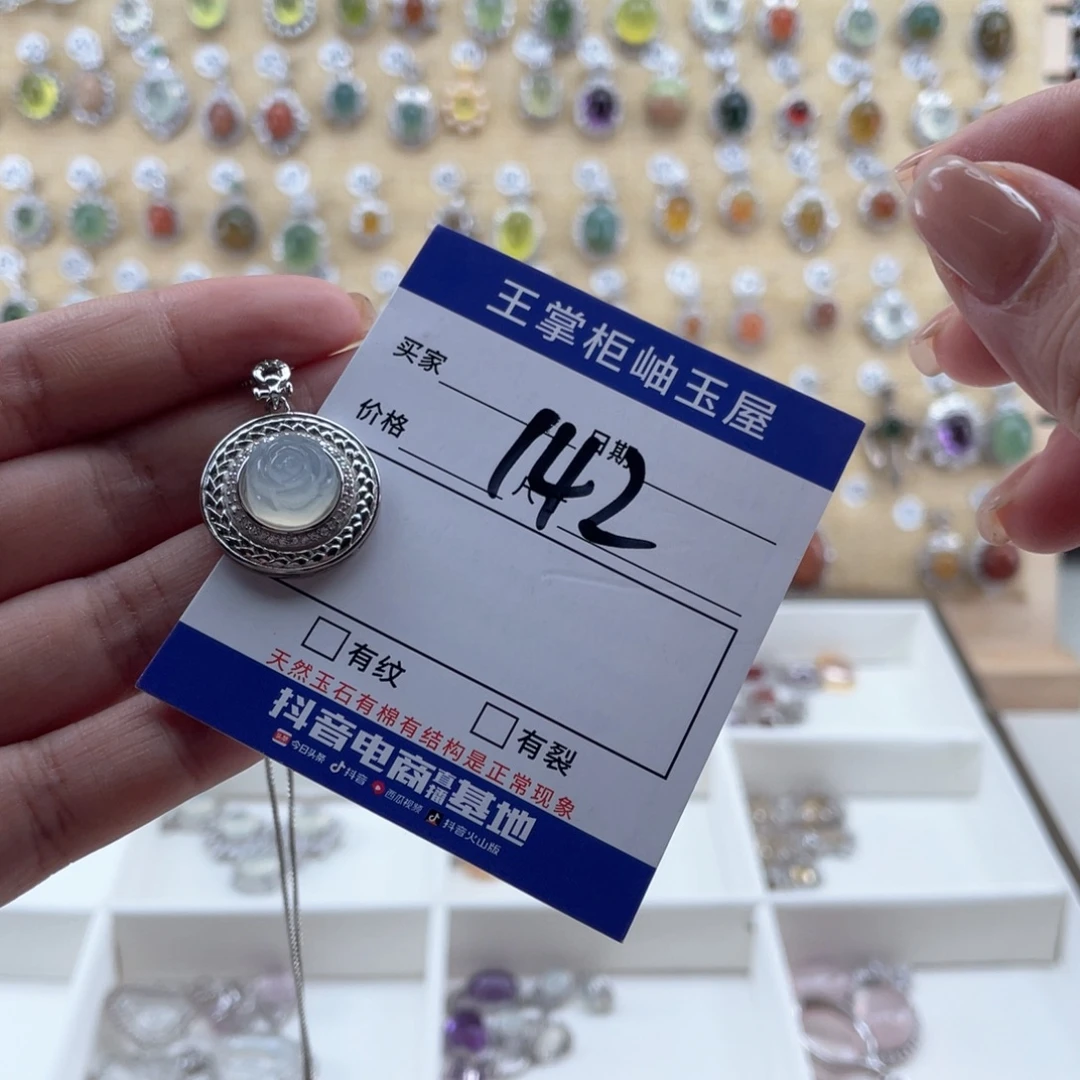 王掌柜岫玉屋
买家
日期
价格
142
有纹
有裂
天然玉石有棉有结构是正常现象
抖音电商直播基地
今日头条 抖音 西瓜视频 抖音火山版